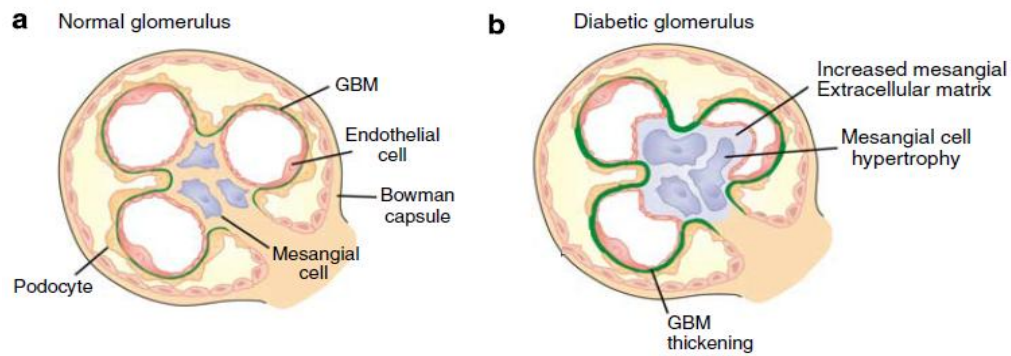 a Normal glomerulus
GBM
Endothelial
cell
Bowman
capsule
Mesangial
cell
Podocyte
b Diabetic glomerulus
Increased mesangial
Extracellular matrix
Mesangial cell
hypertrophy
GBM
thickening